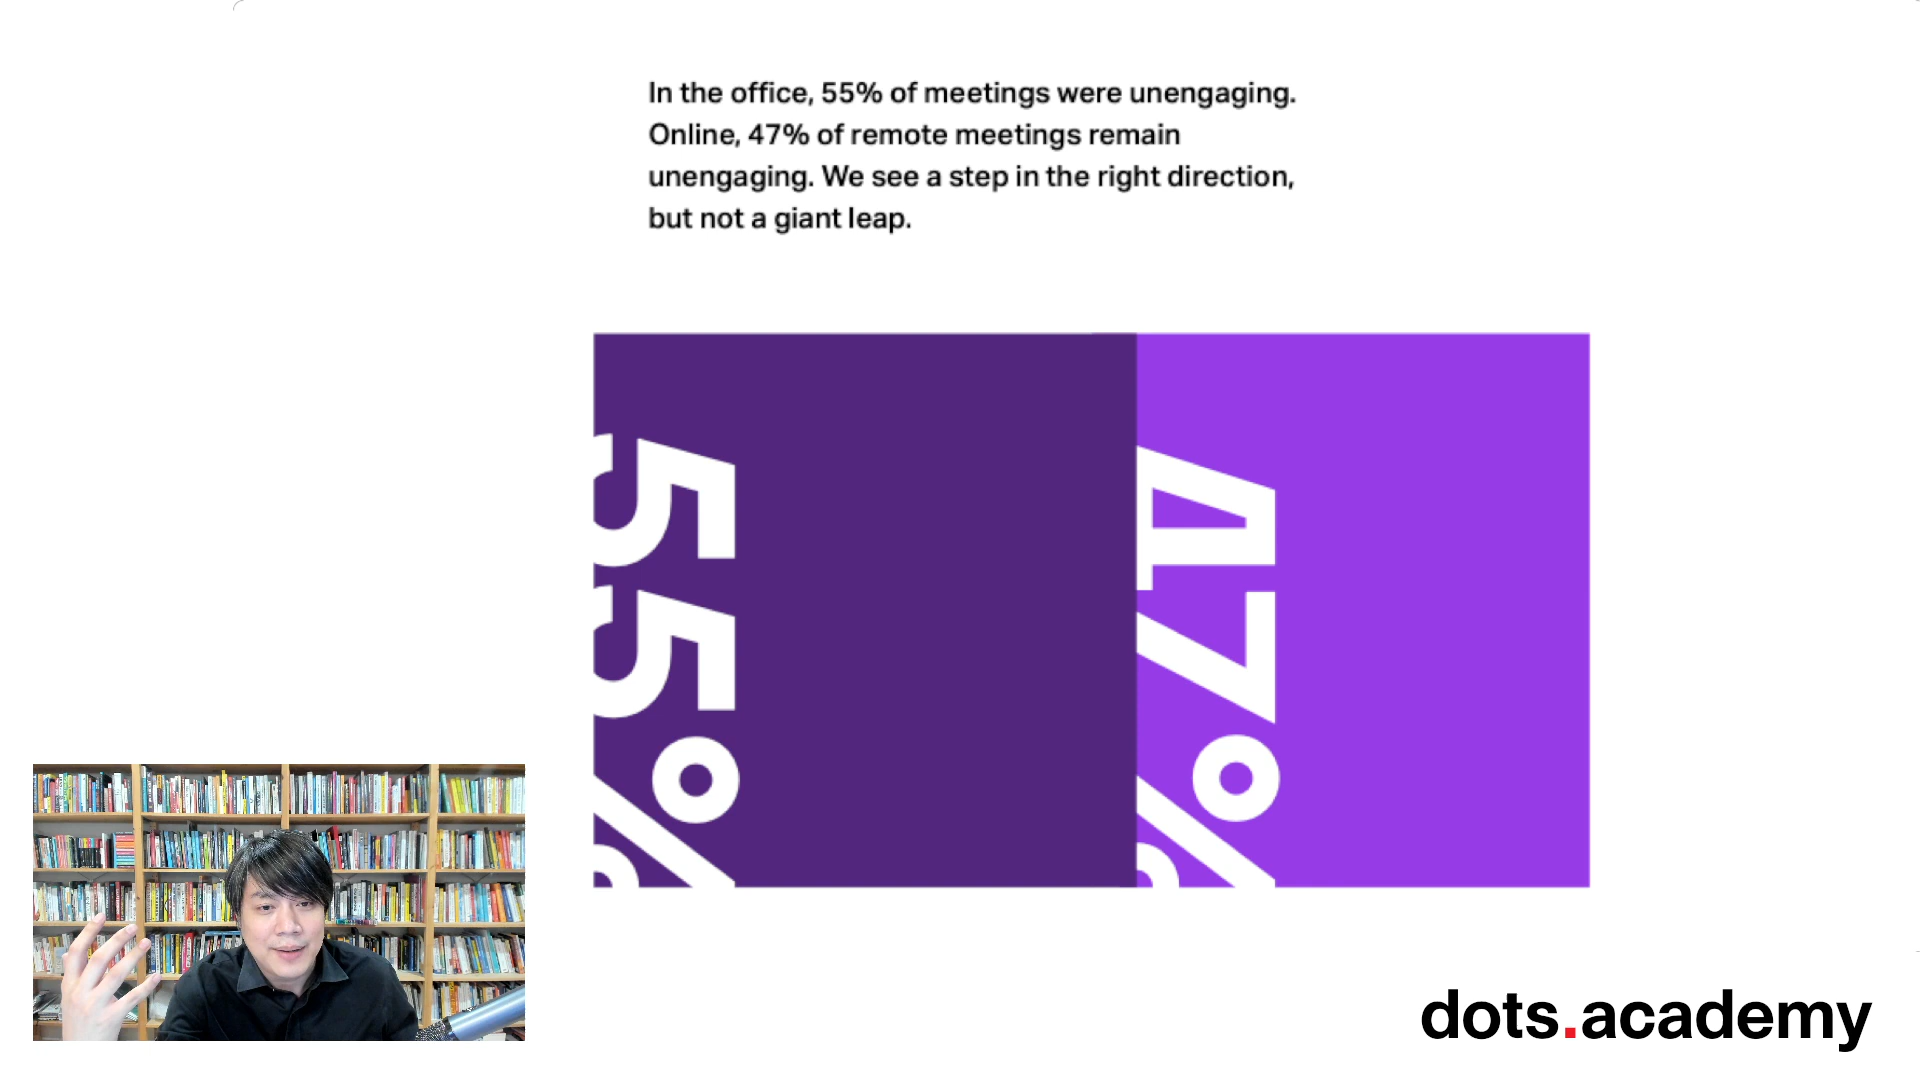 In the office, 55% of meetings were unengaging.
Online, 47% of remote meetings remain
unengaging. We see a step in the right direction,
but not a giant leap.
55%
47%
dots.academy